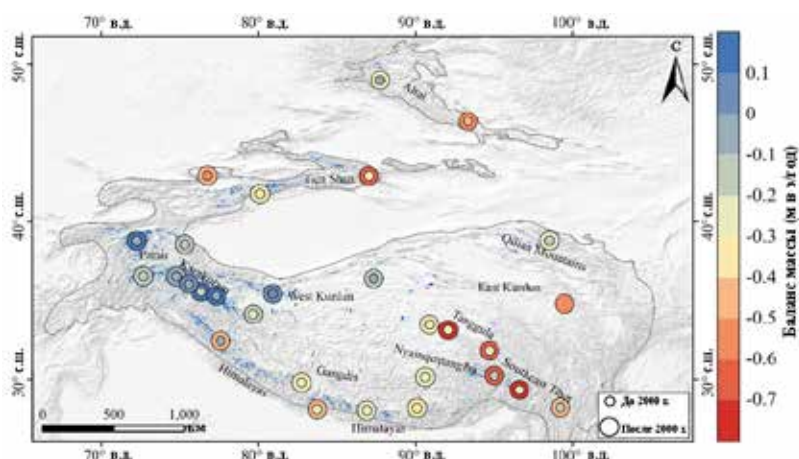 70° в.д. 80° в.д. 90° в.д. 100° в.д.
50° с.ш. 50° с.ш.
С
0.1
Altai
0
-0.1
Tien Shan
-0.2
40° с.ш. 40° с.ш.
Qilian Mountains
-0.3
Pamir
Karakoram
West Kunlun
East Kunlun
-0.4
Tanggula
-0.5
Nyainqentanglha
Southeast Tibet
30° с.ш. 30° с.ш.
Gangdis
Himalayas
-0.6
До 2000 г.
0 500 1,000
После 2000 г.
-0.7
Himalayas
70° в.д. 80° в.д. 90° в.д. 100° в.д.
Баланс массы (м в э/год)